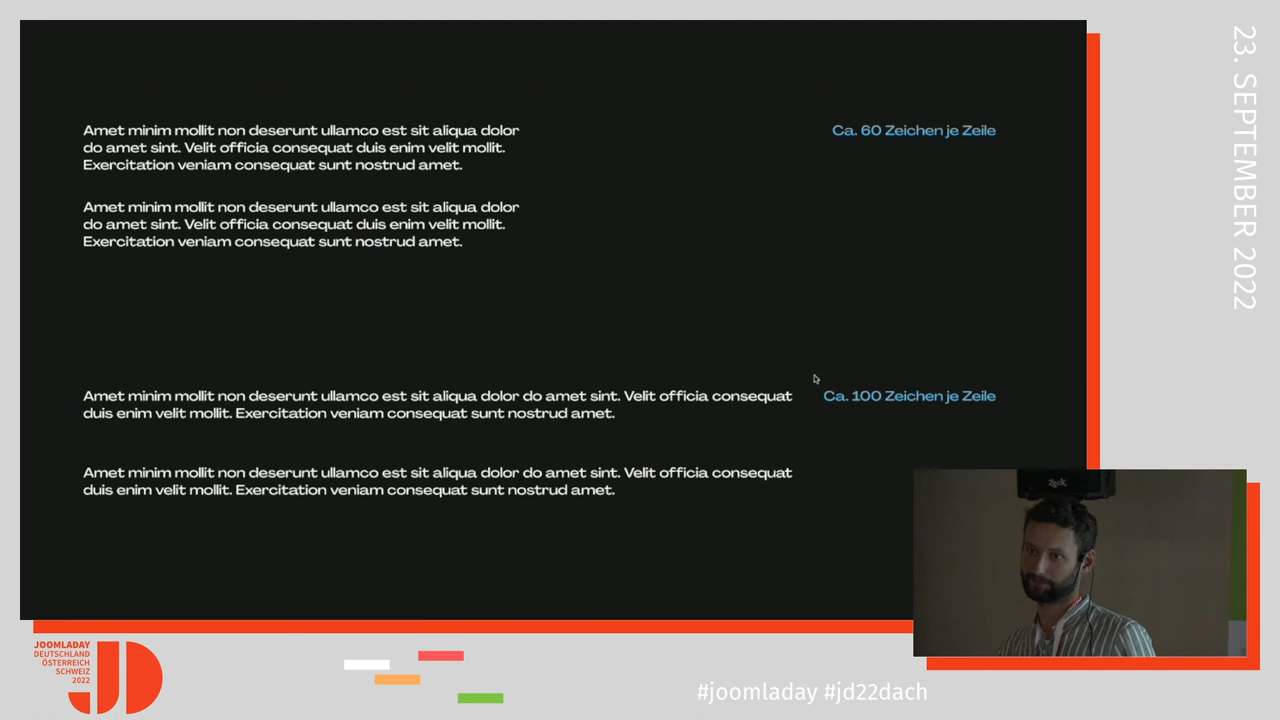 Amet minim mollit non deserunt ullamco est sit aliqua dolor
do amet sint. Velit officia consequat duis enim velit mollit.
Exercitation veniam consequat sunt nostrud amet.
Ca. 60 Zeichen je Zeile
Amet minim mollit non deserunt ullamco est sit aliqua dolor
do amet sint. Velit officia consequat duis enim velit mollit.
Exercitation veniam consequat sunt nostrud amet.
Amet minim mollit non deserunt ullamco est sit aliqua dolor do amet sint. Velit officia consequat
duis enim velit mollit. Exercitation veniam consequat sunt nostrud amet.
Ca. 100 Zeichen je Zeile
Amet minim mollit non deserunt ullamco est sit aliqua dolor do amet sint. Velit officia consequat
duis enim velit mollit. Exercitation veniam consequat sunt nostrud amet.
23. SEPTEMBER 2022
Zeck
JOOMLADAY
DEUTSCHLAND
ÖSTERREICH
SCHWEIZ
2022
JD
#joomladay #jd22dach